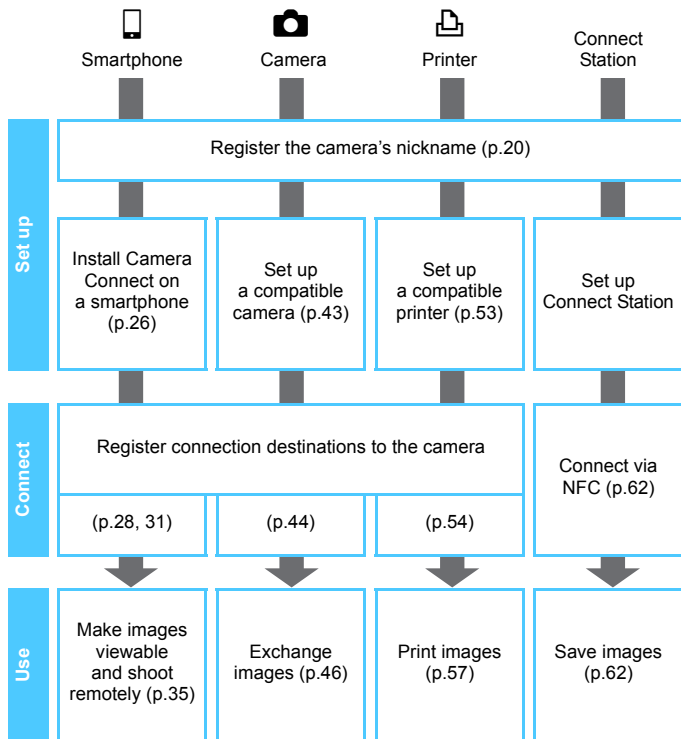 Smartphone
Camera
Printer
Connect
Station
Set up
Register the camera's nickname (p.20)
Install Camera
Connect on
a smartphone
(p.26)
Set up
a compatible
camera (p.43)
Set up
a compatible
printer (p.53)
Set up
Connect Station
Connect
Register connection destinations to the camera
(p.28, 31)
(p.44)
(p.54)
Connect via
NFC (p.62)
Use
Make images
viewable
and shoot
remotely (p.35)
Exchange
images (p.46)
Print images
(p.57)
Save images
(p.62)